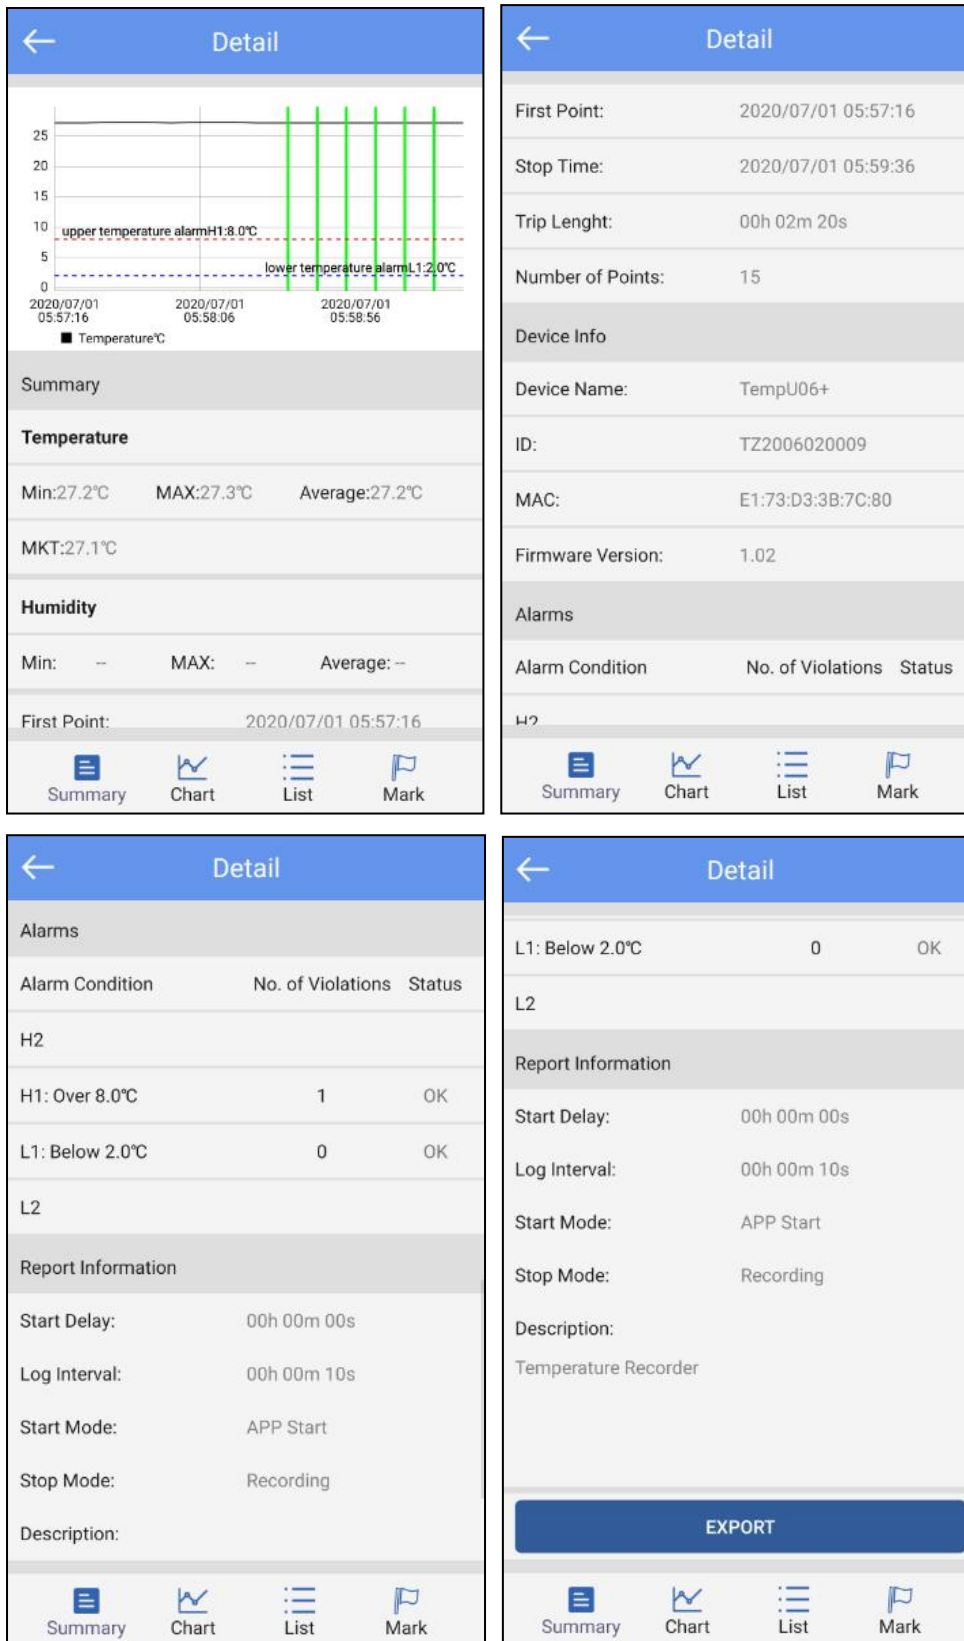 Detail
25
20
15
10
upper temperature alarmH1:8.0℃
5
lower temperature alarmL1:2.0℃
0
2020/07/01 2020/07/01 2020/07/01
05:57:16 05:58:06 05:58:56
Temperature℃
Summary
Temperature
Min:27.2℃ MAX:27.3℃ Average:27.2℃
MKT:27.1℃
Humidity
Min: -- MAX: -- Average: --
First Point: 2020/07/01 05:57:16
Summary Chart List Mark
Detail
First Point: 2020/07/01 05:57:16
Stop Time: 2020/07/01 05:59:36
Trip Lenght: 00h 02m 20s
Number of Points: 15
Device Info
Device Name: TempU06+
ID: TZ2006020009
MAC: E1:73:D3:3B:7C:80
Firmware Version: 1.02
Alarms
Alarm Condition No. of Violations Status
H2
Summary Chart List Mark
Detail
Alarms
Alarm Condition No. of Violations Status
H2
H1: Over 8.0℃ 1 OK
L1: Below 2.0℃ 0 OK
L2
Report Information
Start Delay: 00h 00m 00s
Log Interval: 00h 00m 10s
Start Mode: APP Start
Stop Mode: Recording
Description:
Summary Chart List Mark
Detail
L1: Below 2.0℃ 0 OK
L2
Report Information
Start Delay: 00h 00m 00s
Log Interval: 00h 00m 10s
Start Mode: APP Start
Stop Mode: Recording
Description:
Temperature Recorder
EXPORT
Summary Chart List Mark